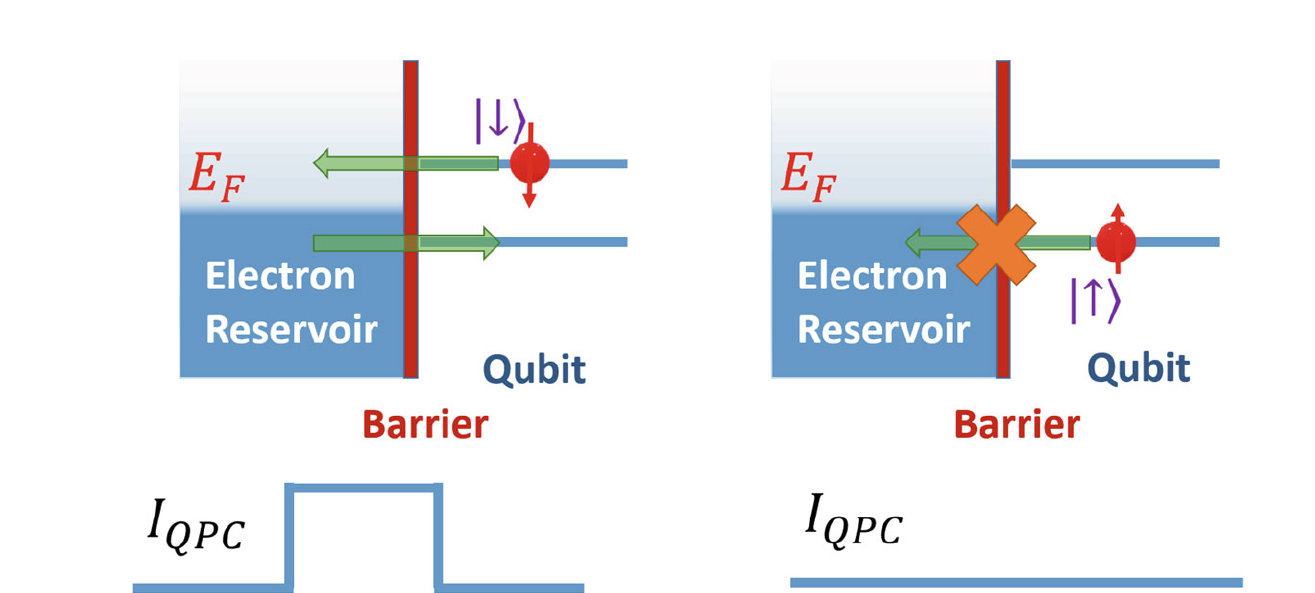 |↓⟩
E_F
Electron
Reservoir
Qubit
Barrier
I_QPC
E_F
Electron
Reservoir
|↑⟩
Qubit
Barrier
I_QPC